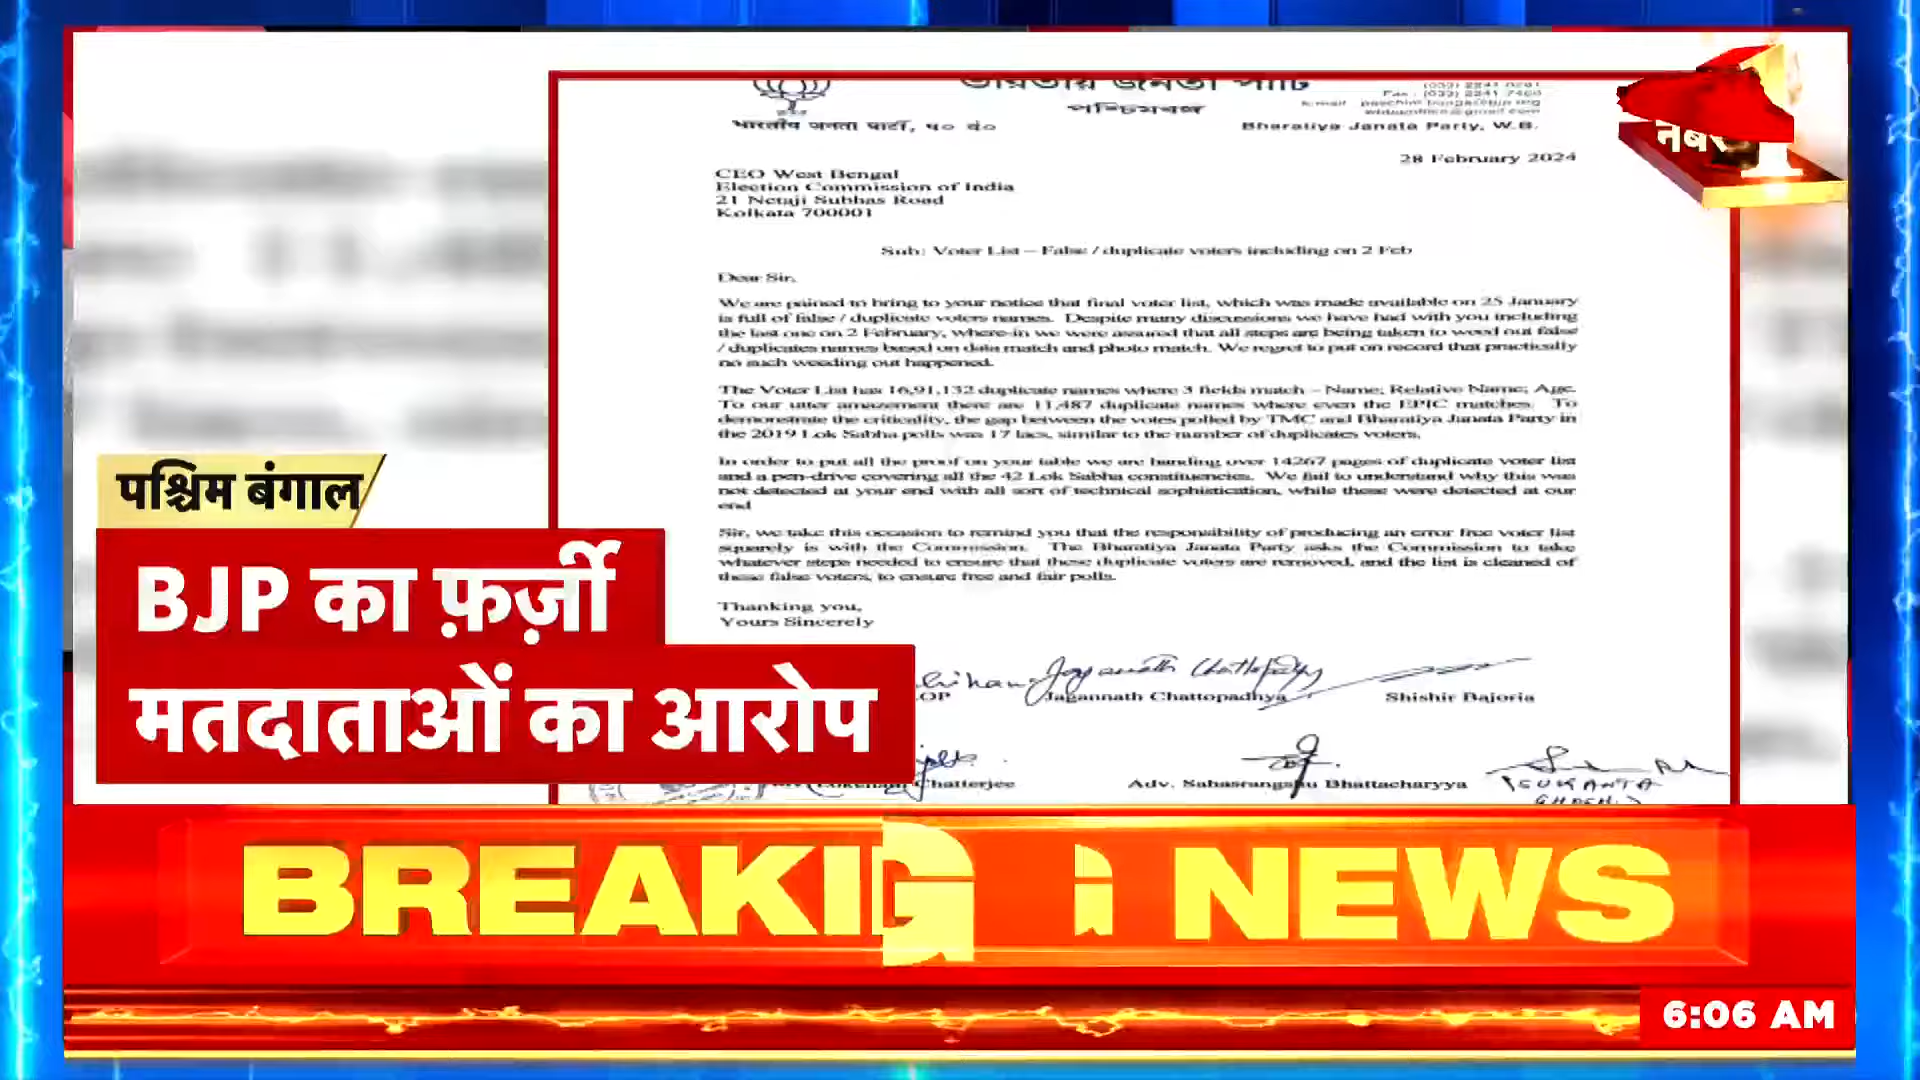 भारतीय जनता पार्टी, प० बं०
পশ্চিমবঙ্গ
Bharatiya Janata Party, W.B.
28 February 2024
CEO West Bengal
Election Commission of India
21 Netaji Subhas Road
Kolkata 700001
Sub: Voter List – False / duplicate voters including on 2 Feb
Dear Sir,
We are pained to bring to your notice that final voter list, which was made available on 25 January
is full of false / duplicate voters names. Despite many discussions we have had with you including
the last one on 2 February, where-in we were assured that all steps are being taken to weed out false
/ duplicates names based on data match and photo match. We regret to put on record that practically
no such weeding out happened.
The Voter List has 16,91,132 duplicate names where 3 fields match – Name; Relative Name; Age.
To our utter amazement there are 11,487 duplicate names where even the EPIC matches. To
demonstrate the criticality, the gap between the votes polled by TMC and Bharatiya Janata Party in
the 2019 Lok Sabha polls was 17 lacs, similar to the number of duplicates voters.
In order to put all the proof on your table we are handing over 14267 pages of duplicate voter list
and a pen-drive covering all the 42 Lok Sabha constituencies. We fail to understand why this was
not detected at your end with all sort of technical sophistication, while these were detected at our
end
Sir, we take this occasion to remind you that the responsibility of producing an error free voter list
squarely is with the Commission. The Bharatiya Janata Party asks the Commission to take
whatever steps needed to ensure that these duplicate voters are removed, and the list is cleaned of
these false voters, to ensure free and fair polls.
Thanking you,
Yours Sincerely
Jagannath Chattopadhya
OP Jagannath Chattopadhya Shishir Bajoria
Chatterjee Adv. Sahasrangshu Bhattacharyya
SUKANTA
पश्चिम बंगाल
BJP का फ़र्ज़ी
मतदाताओं का आरोप
नंबर 1
BREAKING NEWS
6:06 AM